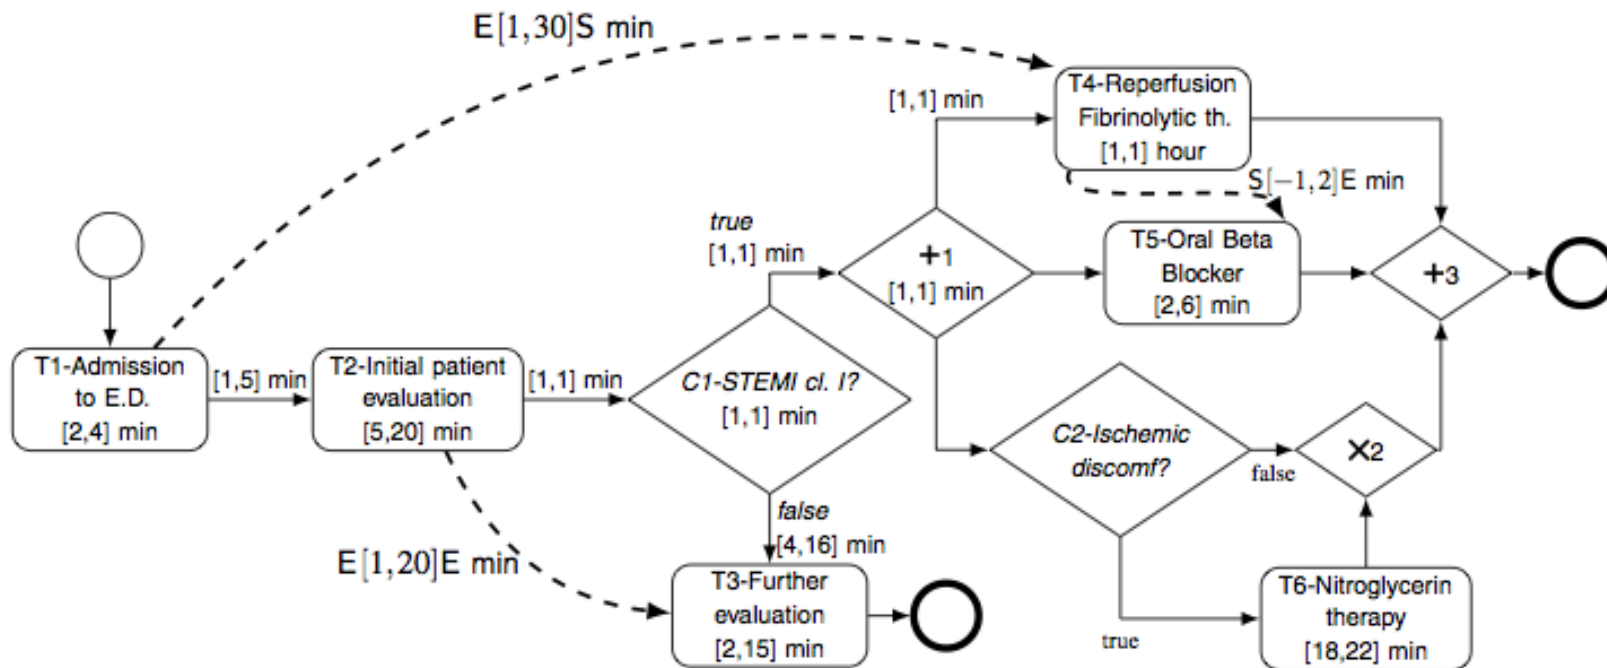 E[1,30]S min
T4-Reperfusion
Fibrinolytic th.
[1,1] hour
[1,1] min
S[−1,2]E min
true
[1,1] min
+1
[1,1] min
T5-Oral Beta
Blocker
[2,6] min
+3
T1-Admission
to E.D.
[2,4] min
[1,5] min
T2-Initial patient
evaluation
[5,20] min
[1,1] min
C1-STEMI cl. I?
[1,1] min
C2-Ischemic
discomf?
false
×2
false
[4,16] min
E[1,20]E min
T3-Further
evaluation
[2,15] min
true
T6-Nitroglycerin
therapy
[18,22] min